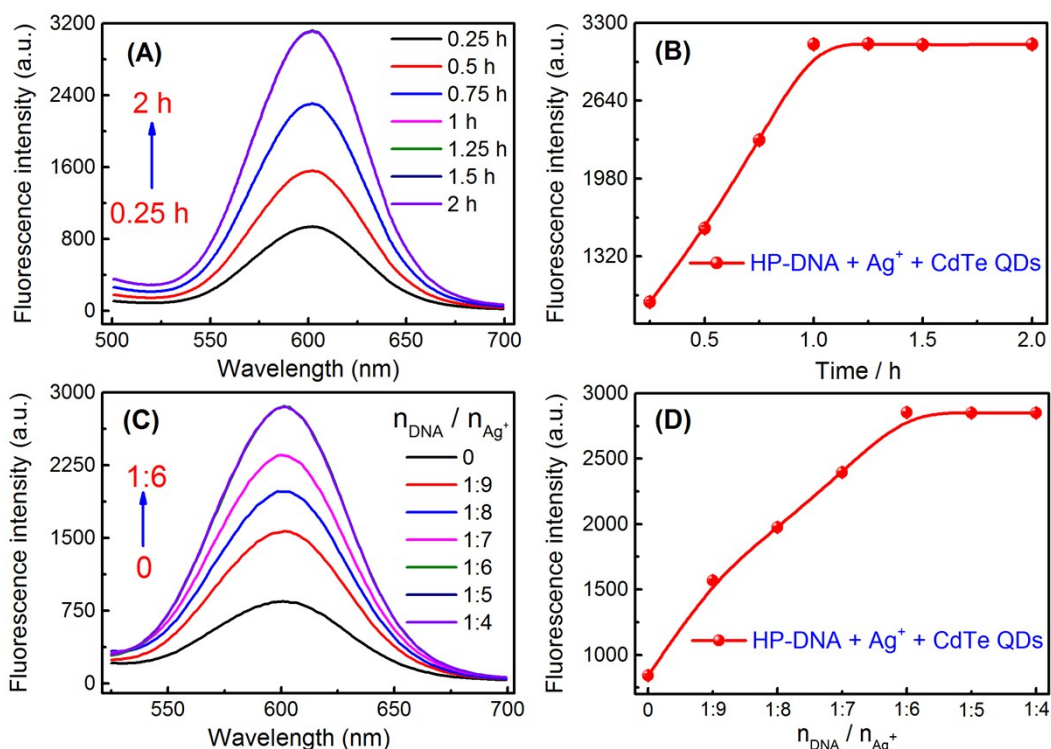 (A)
Fluorescence intensity (a.u.)
3200
2400
1600
800
0
2 h
0.25 h
0.25 h
0.5 h
0.75 h
1 h
1.25 h
1.5 h
2 h
500 550 600 650 700
Wavelength (nm)
(B)
Fluorescence intensity (a.u.)
3300
2640
1980
1320
HP-DNA + Ag⁺ + CdTe QDs
0.5 1.0 1.5 2.0
Time / h
(C)
Fluorescence intensity (a.u.)
3000
2250
1500
750
0
1:6
0
n_DNA / n_Ag⁺
0
1:9
1:8
1:7
1:6
1:5
1:4
550 600 650 700
Wavelength (nm)
(D)
Fluorescence intensity (a.u.)
3000
2500
2000
1500
1000
HP-DNA + Ag⁺ + CdTe QDs
0 1:9 1:8 1:7 1:6 1:5 1:4
n_DNA / n_Ag⁺